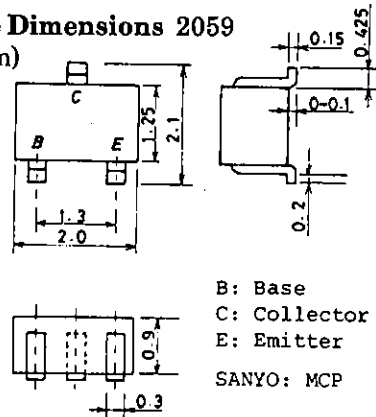 Dimensions 2059
m)
0.15
0.425
C
1.25
2.1
0-0.1
B
E
1.3
2.0
0.2
0.9
0.3
B: Base
C: Collector
E: Emitter
SANYO: MCP